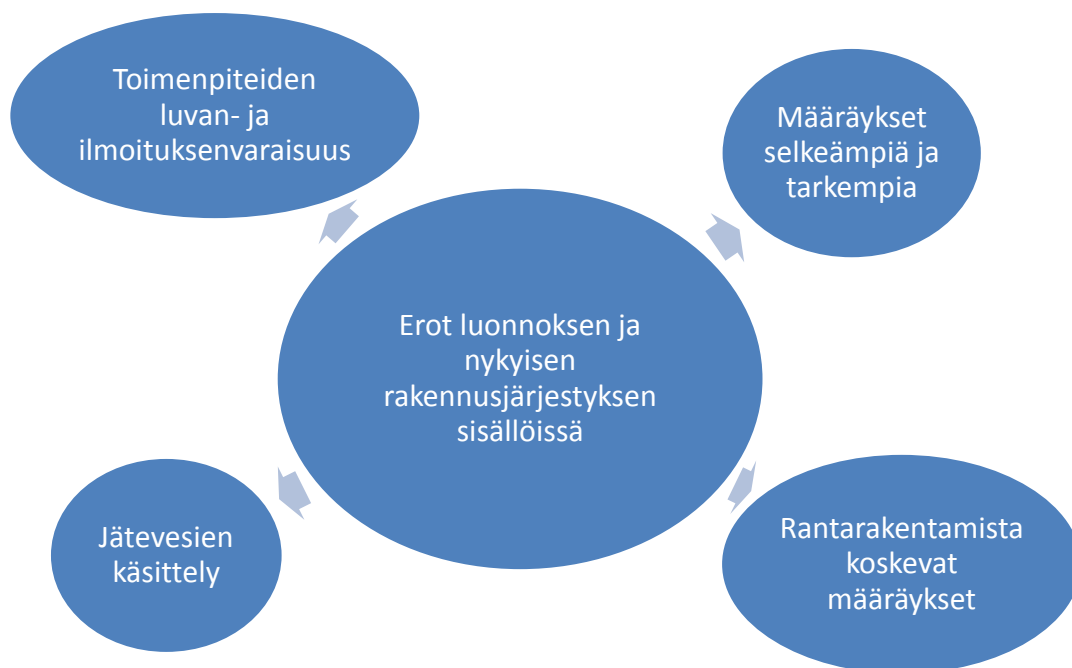 Toimenpiteiden
luvan- ja
ilmoituksenvaraisuus
Määräykset
selkeämpiä ja
tarkempia
Erot luonnoksen ja
nykyisen
rakennusjärjestyksen
sisällöissä
Jätevesien
käsittely
Rantarakentamista
koskevat
määräykset